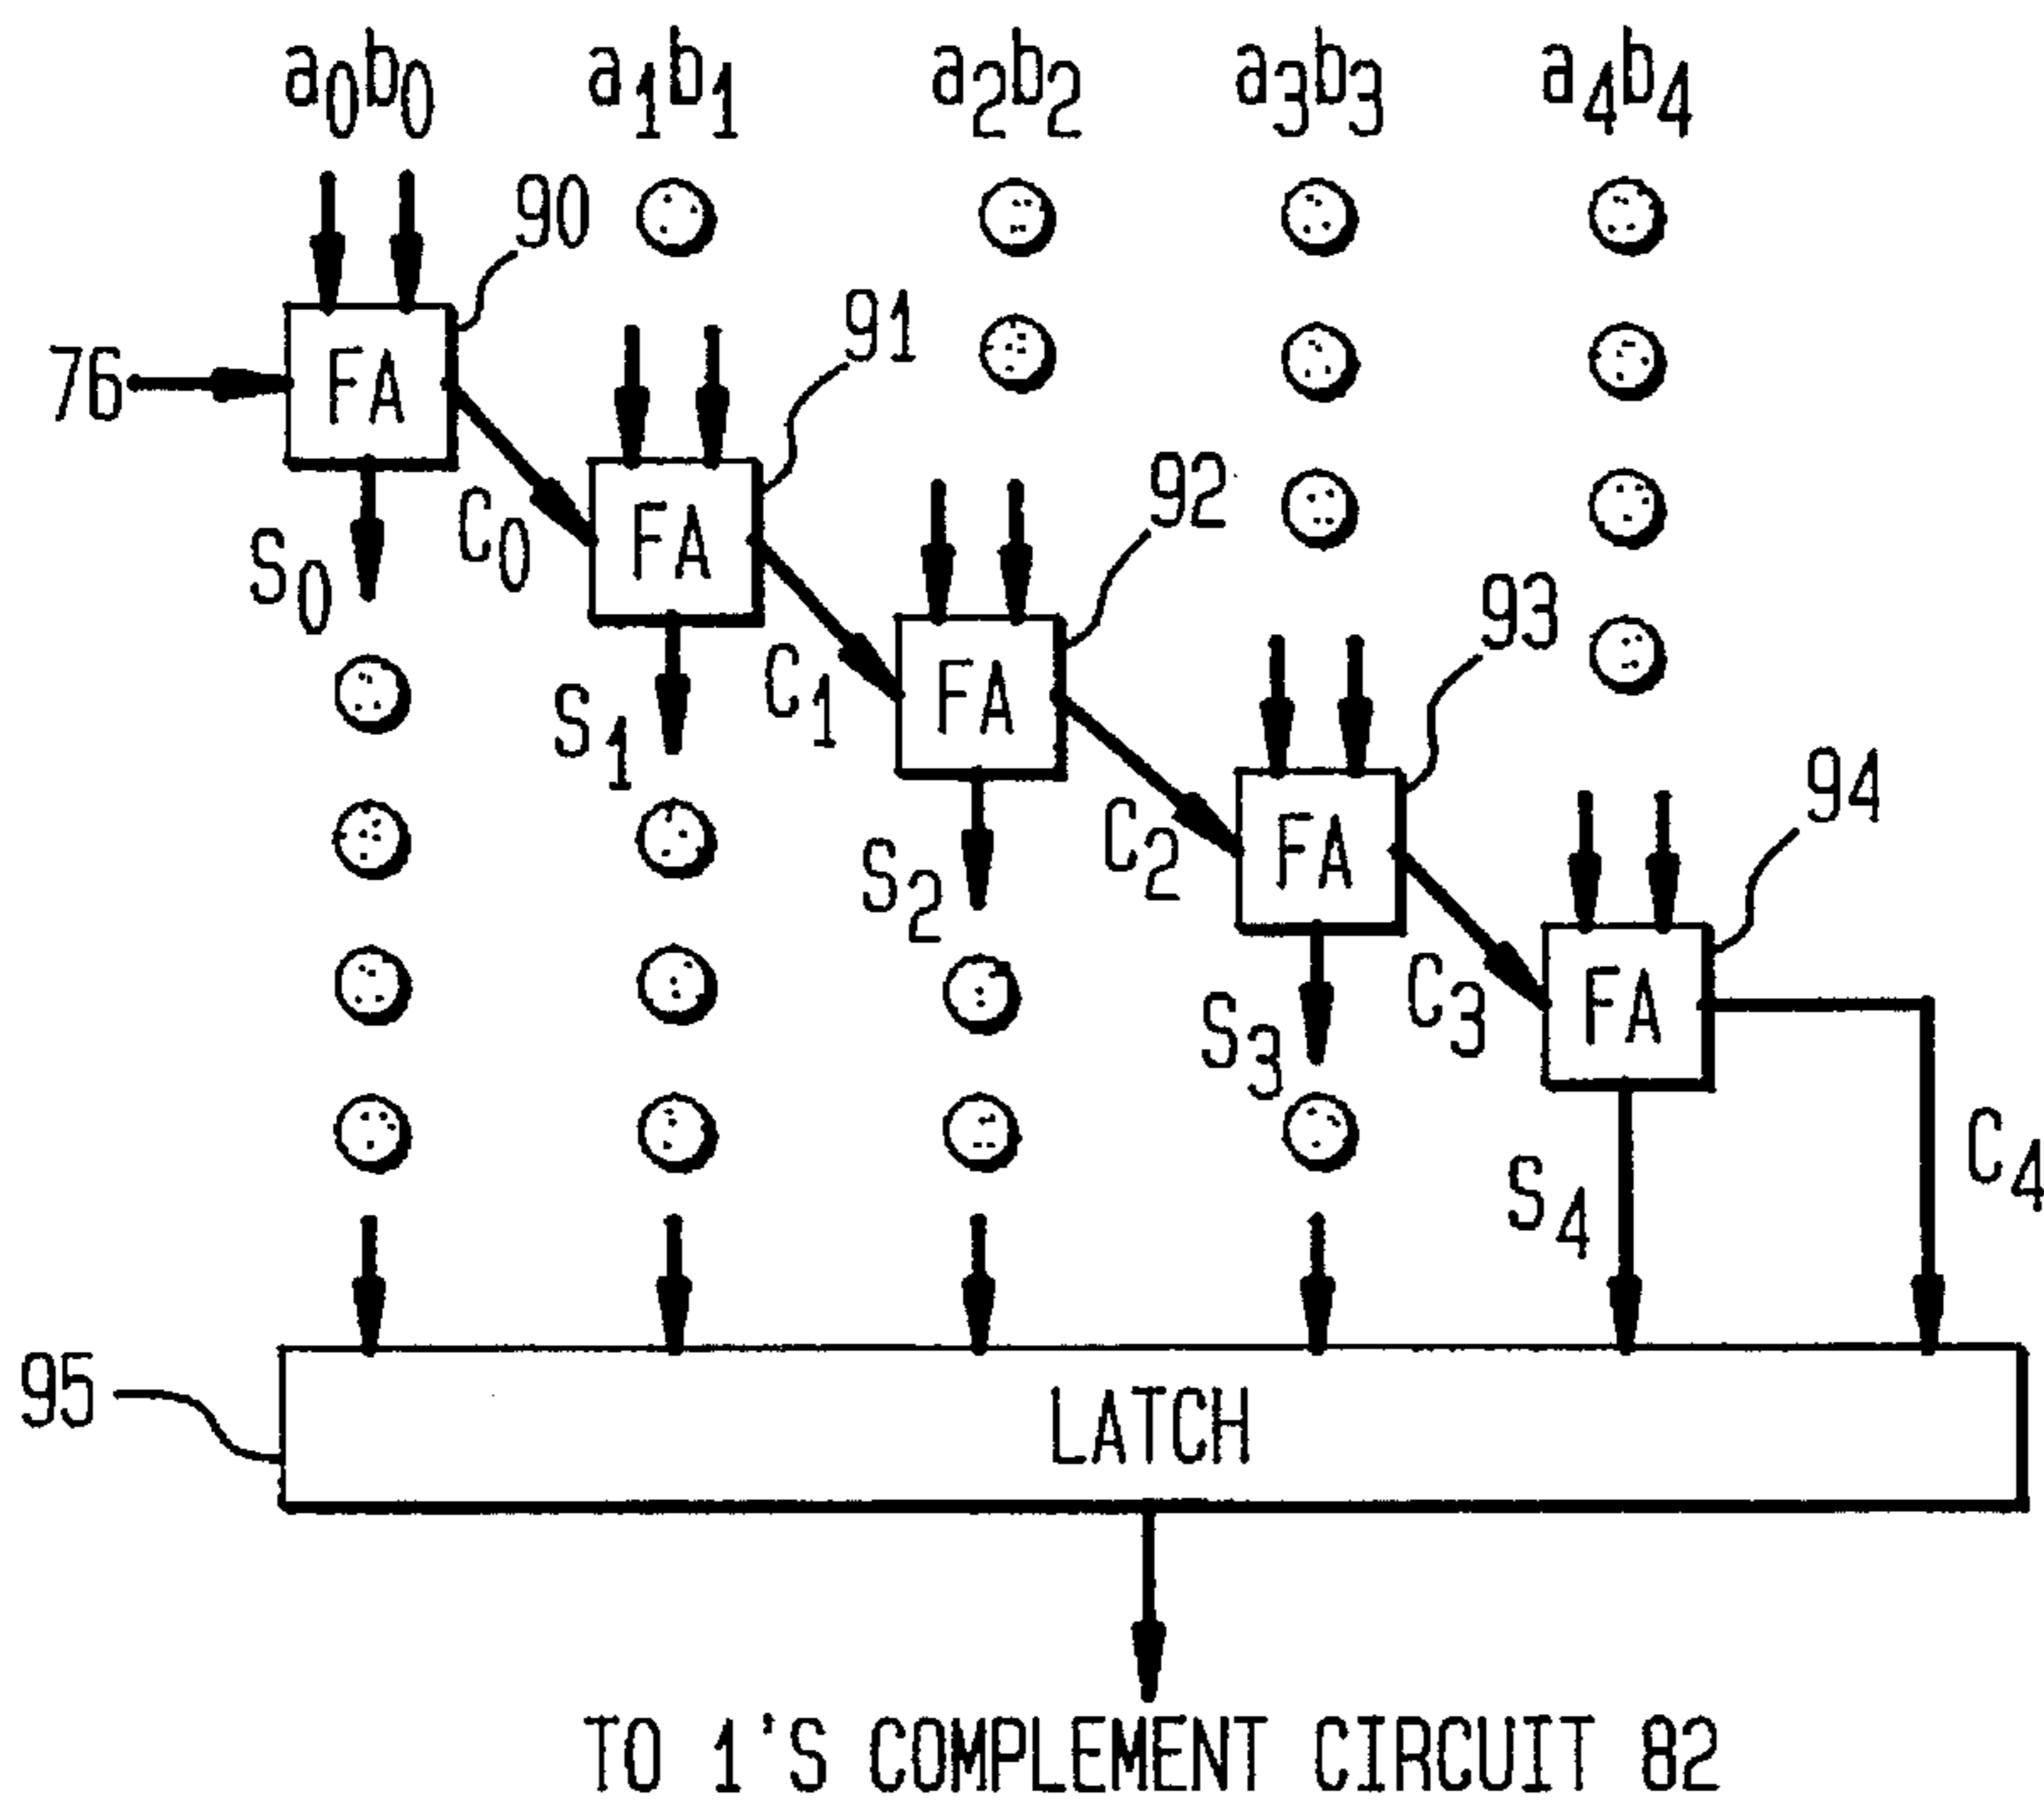 a0b0 a1b1 a2b2 a3b3 a4b4
90
91
76 FA
92
C0 FA
S0
93
S1 C1 FA
94
S2 C2 FA
S3 C3 FA
C4
S4
95
LATCH
TO 1'S COMPLEMENT CIRCUIT 82